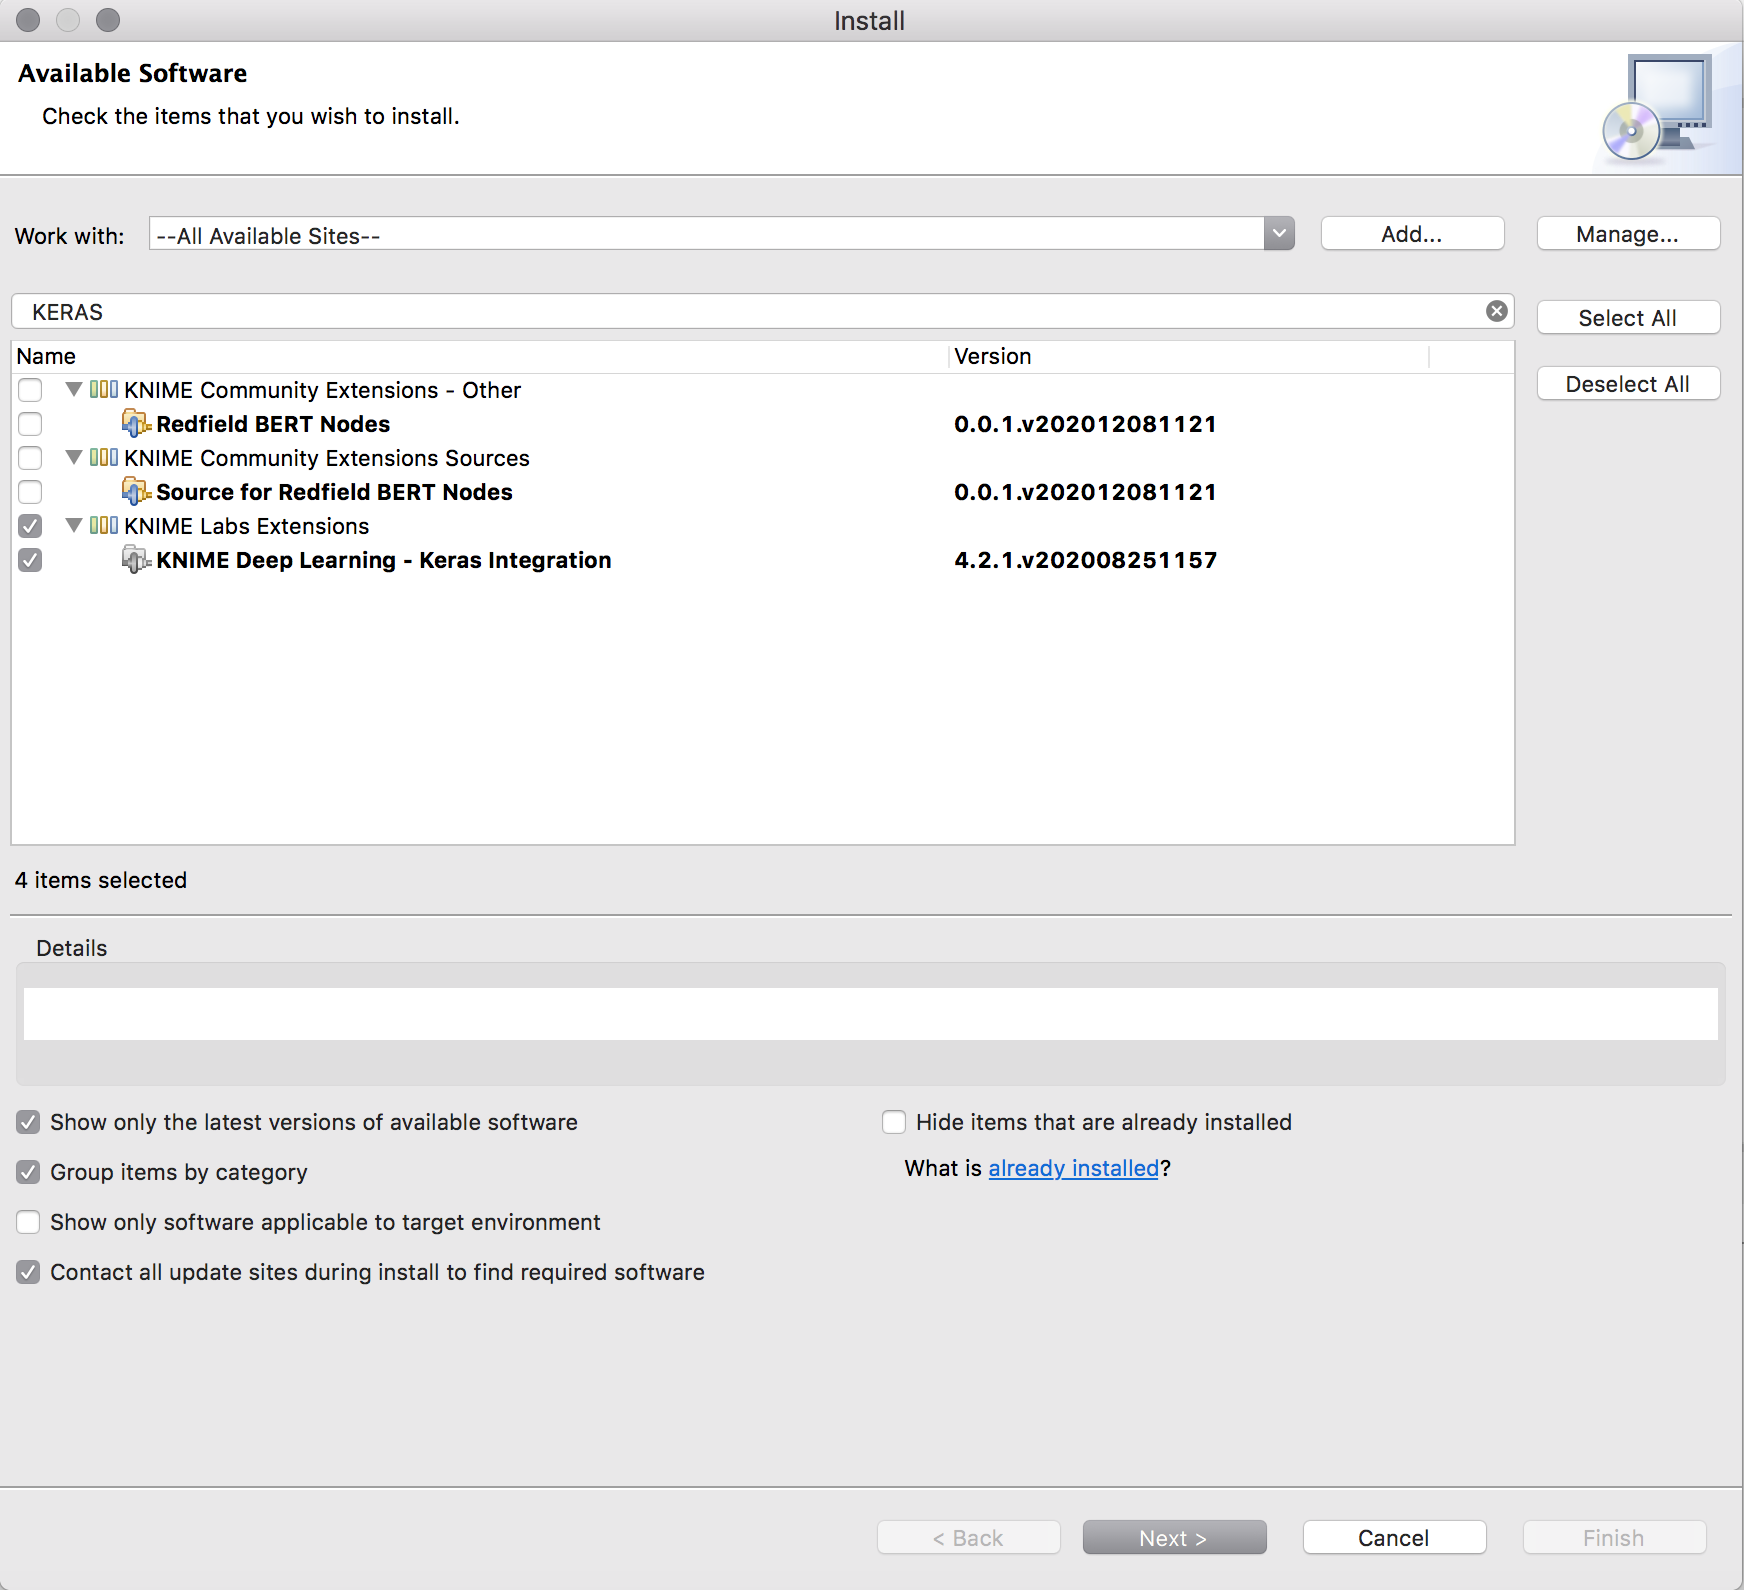 Install
Available Software
Check the items that you wish to install.
Work with: --All Available Sites-- Add... Manage...
KERAS
Select All
Name Version
Deselect All
KNIME Community Extensions - Other
Redfield BERT Nodes 0.0.1.v202012081121
KNIME Community Extensions Sources
Source for Redfield BERT Nodes 0.0.1.v202012081121
KNIME Labs Extensions
KNIME Deep Learning - Keras Integration 4.2.1.v202008251157
4 items selected
Details
Show only the latest versions of available software Hide items that are already installed
Group items by category What is already installed?
Show only software applicable to target environment
Contact all update sites during install to find required software
< Back Next > Cancel Finish